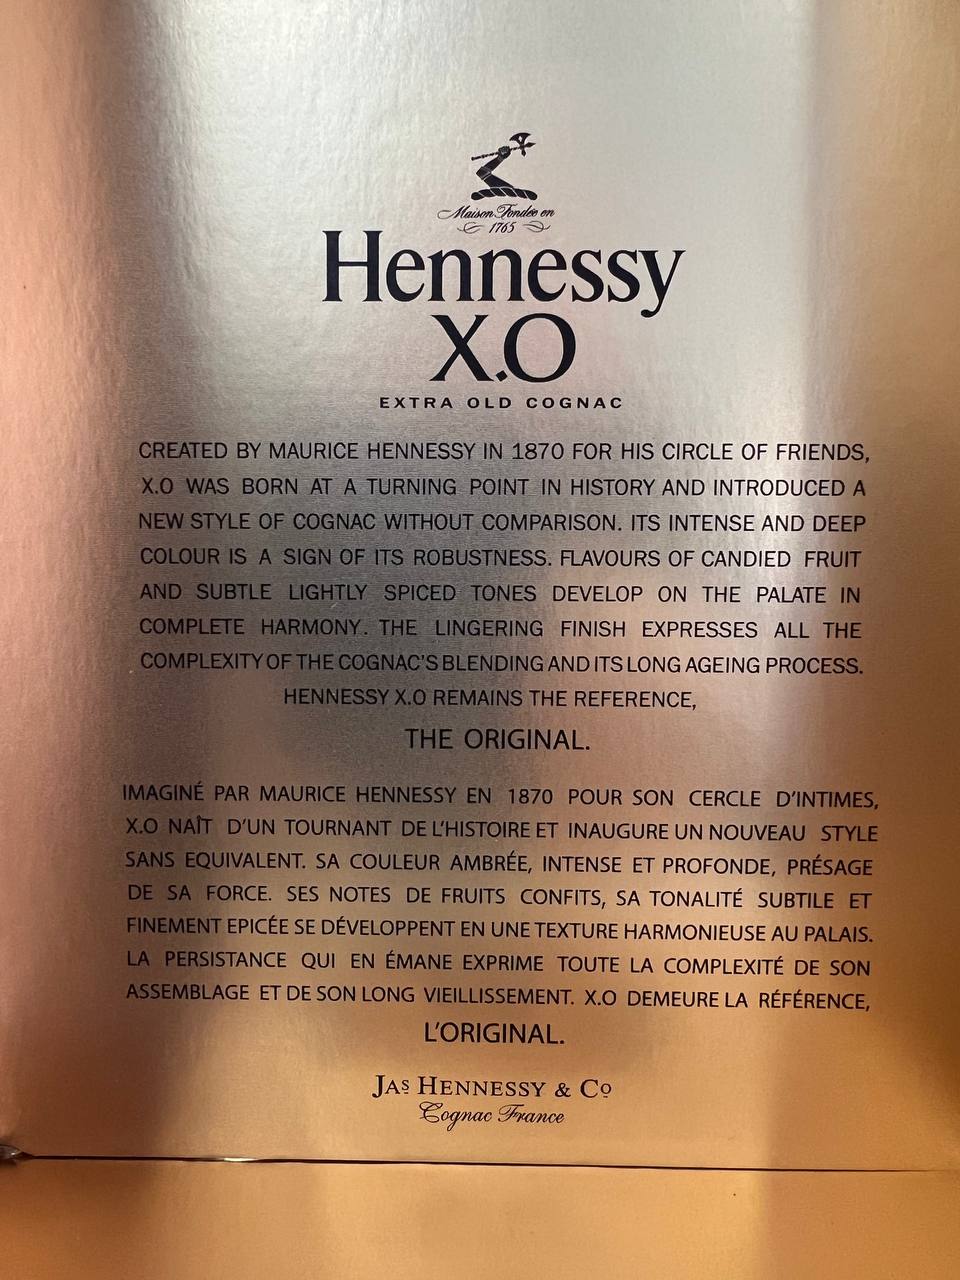 Maison Fondée en
1765
Hennessy
X.O
EXTRA OLD COGNAC
CREATED BY MAURICE HENNESSY IN 1870 FOR HIS CIRCLE OF FRIENDS,
X.O WAS BORN AT A TURNING POINT IN HISTORY AND INTRODUCED A
NEW STYLE OF COGNAC WITHOUT COMPARISON. ITS INTENSE AND DEEP
COLOUR IS A SIGN OF ITS ROBUSTNESS. FLAVOURS OF CANDIED FRUIT
AND SUBTLE LIGHTLY SPICED TONES DEVELOP ON THE PALATE IN
COMPLETE HARMONY. THE LINGERING FINISH EXPRESSES ALL THE
COMPLEXITY OF THE COGNAC'S BLENDING AND ITS LONG AGEING PROCESS.
HENNESSY X.O REMAINS THE REFERENCE,
THE ORIGINAL.
IMAGINÉ PAR MAURICE HENNESSY EN 1870 POUR SON CERCLE D'INTIMES,
X.O NAÎT D'UN TOURNANT DE L'HISTOIRE ET INAUGURE UN NOUVEAU STYLE
SANS EQUIVALENT. SA COULEUR AMBRÉE, INTENSE ET PROFONDE, PRÉSAGE
DE SA FORCE. SES NOTES DE FRUITS CONFITS, SA TONALITÉ SUBTILE ET
FINEMENT EPICÉE SE DÉVELOPPENT EN UNE TEXTURE HARMONIEUSE AU PALAIS.
LA PERSISTANCE QUI EN ÉMANE EXPRIME TOUTE LA COMPLEXITÉ DE SON
ASSEMBLAGE ET DE SON LONG VIEILLISSEMENT. X.O DEMEURE LA RÉFÉRENCE,
L'ORIGINAL.
JAS HENNESSY & CO
Cognac France